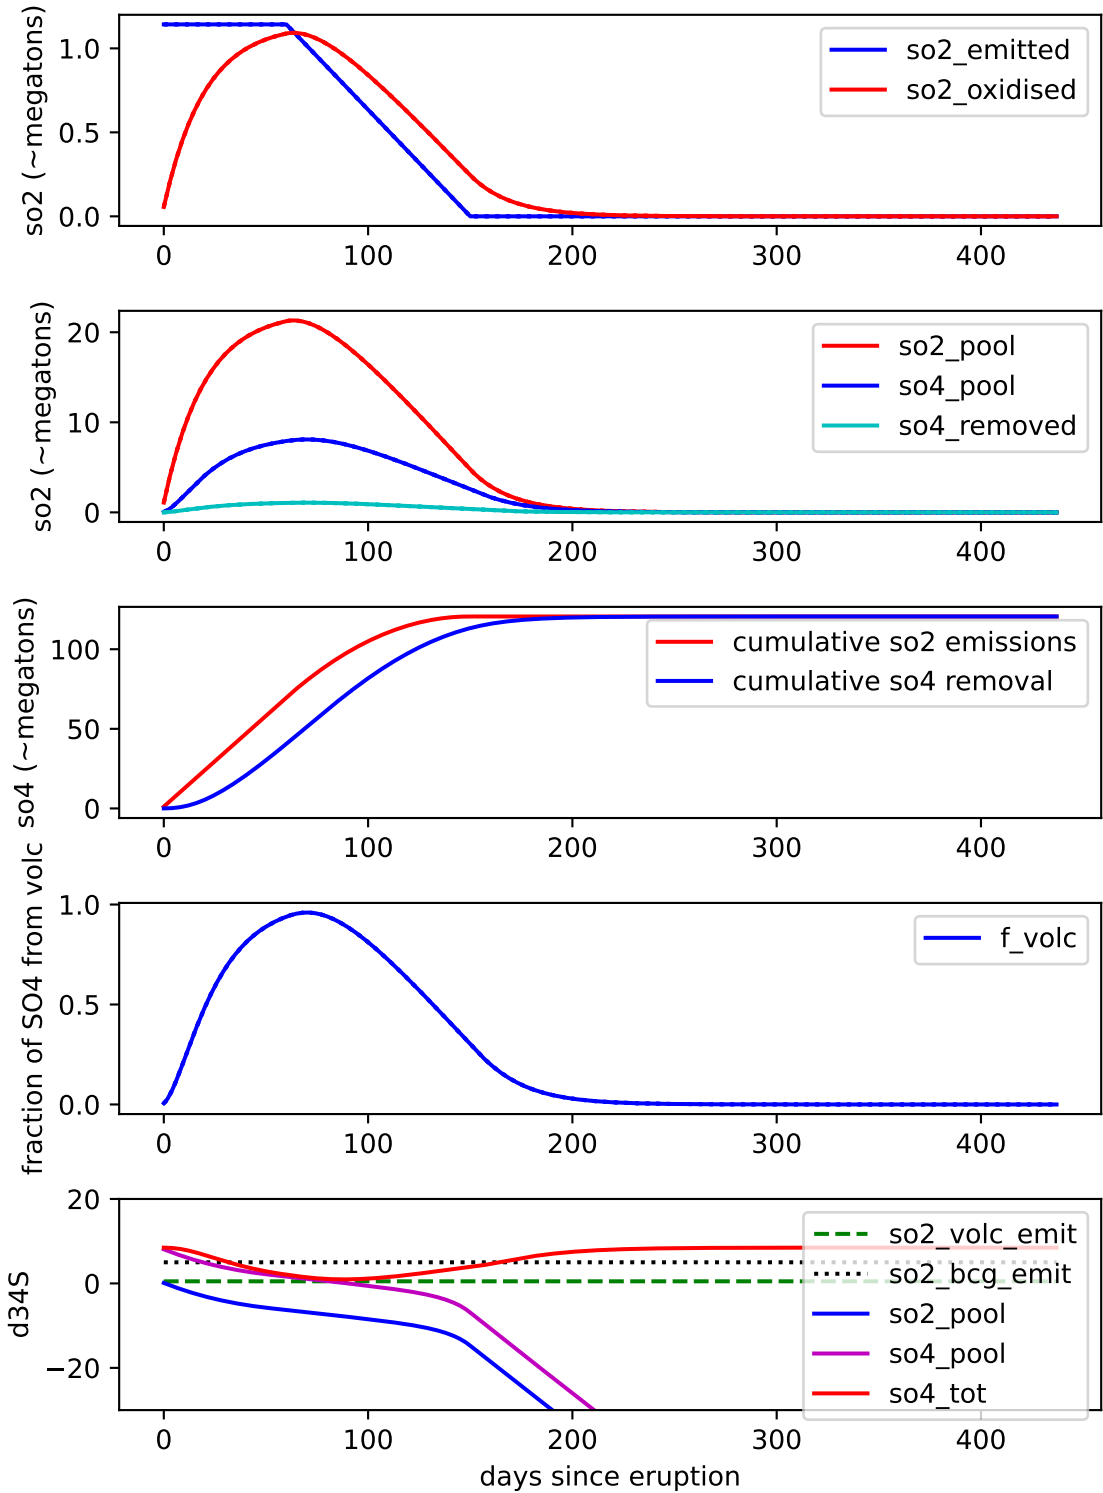 so2 (~megatons)
1.0
0.5
0.0
so2_emitted
so2_oxidised
0 100 200 300 400
so2 (~megatons)
20
10
0
so2_pool
so4_pool
so4_removed
0 100 200 300 400
so4 (~megatons)
100
50
0
cumulative so2 emissions
cumulative so4 removal
0 100 200 300 400
fraction of SO4 from volc
1.0
0.5
0.0
f_volc
0 100 200 300 400
d34S
20
0
−20
so2_volc_emit
so2_bcg_emit
so2_pool
so4_pool
so4_tot
0 100 200 300 400
days since eruption